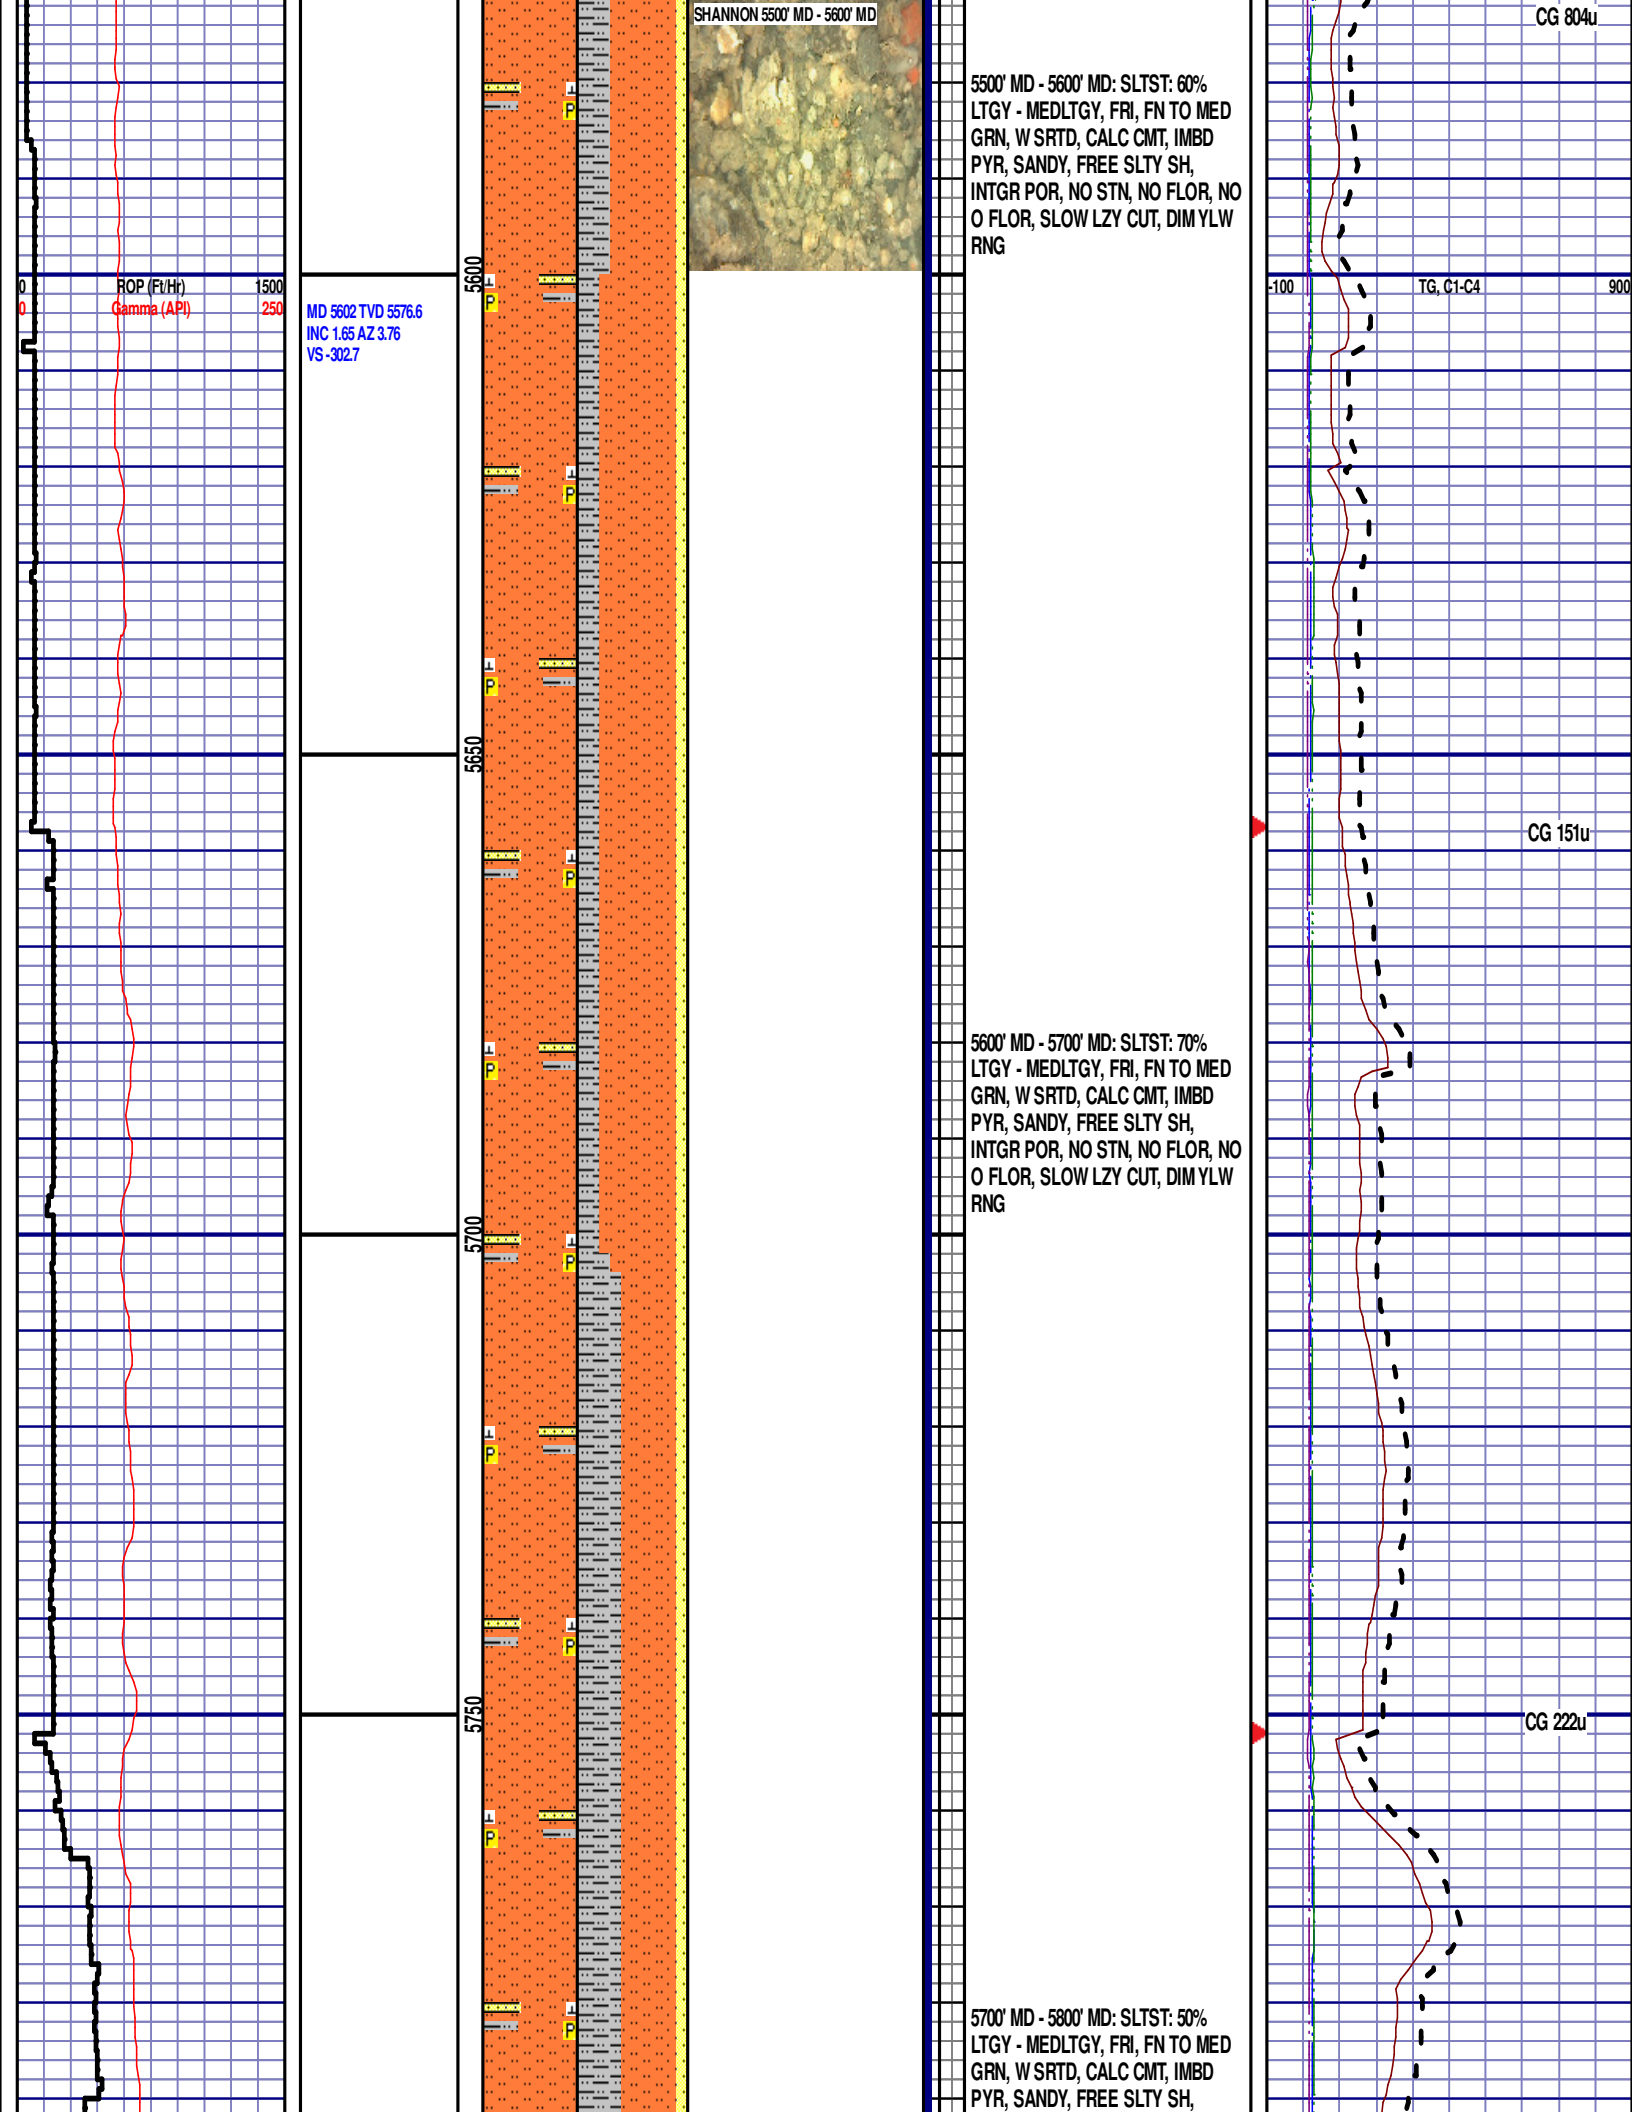 SHANNON 5500' MD - 5600' MD
CG 804u
5500' MD - 5600' MD: SLTST: 60%
LTGY - MEDLTGY, FRI, FN TO MED
GRN, W SRTD, CALC CMT, IMBD
PYR, SANDY, FREE SLTY SH,
INTGR POR, NO STN, NO FLOR, NO
O FLOR, SLOW LZY CUT, DIM YLW
RNG
P
5600
0 ROP (Ft/Hr) 1500
0 Gamma (API) 250
MD 5602 TVD 5576.6
INC 1.65 AZ 3.76
VS -302.7
-100 TG, C1-C4 900
P
P
P
5650
CG 151u
P
5600' MD - 5700' MD: SLTST: 70%
LTGY - MEDLTGY, FRI, FN TO MED
GRN, W SRTD, CALC CMT, IMBD
PYR, SANDY, FREE SLTY SH,
INTGR POR, NO STN, NO FLOR, NO
O FLOR, SLOW LZY CUT, DIM YLW
RNG
P
5700
P
P
P
5750
CG 222u
P
P
5700' MD - 5800' MD: SLTST: 50%
LTGY - MEDLTGY, FRI, FN TO MED
GRN, W SRTD, CALC CMT, IMBD
PYR, SANDY, FREE SLTY SH,